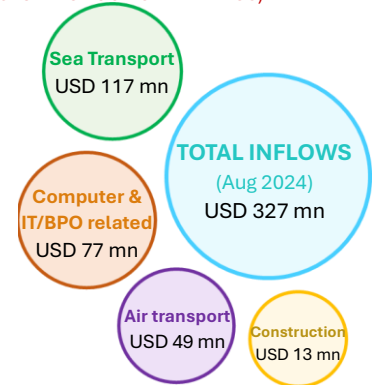 Sea Transport
USD 117 mn
TOTAL INFLOWS
(Aug 2024)
USD 327 mn
Computer &
IT/BPO related
USD 77 mn
Air transport
USD 49 mn
Construction
USD 13 mn